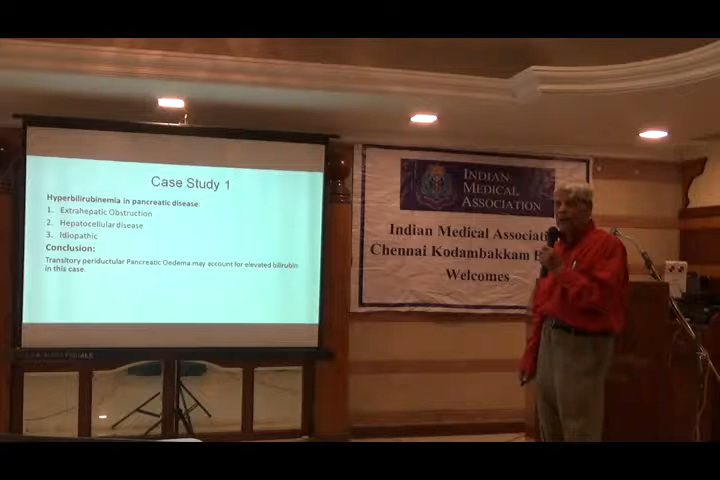 Case Study 1
Hyperbilirubinemia in pancreatic disease:
1. Extrahepatic Obstruction
2. Hepatocellular disease
3. Idiopathic
Conclusion:
Transitory periductular Pancreatic Oedema may account for elevated bilirubin
in this case.
INDIAN
MEDICAL
ASSOCIATION
Indian Medical Associati
Chennai Kodambakkam B
Welcomes